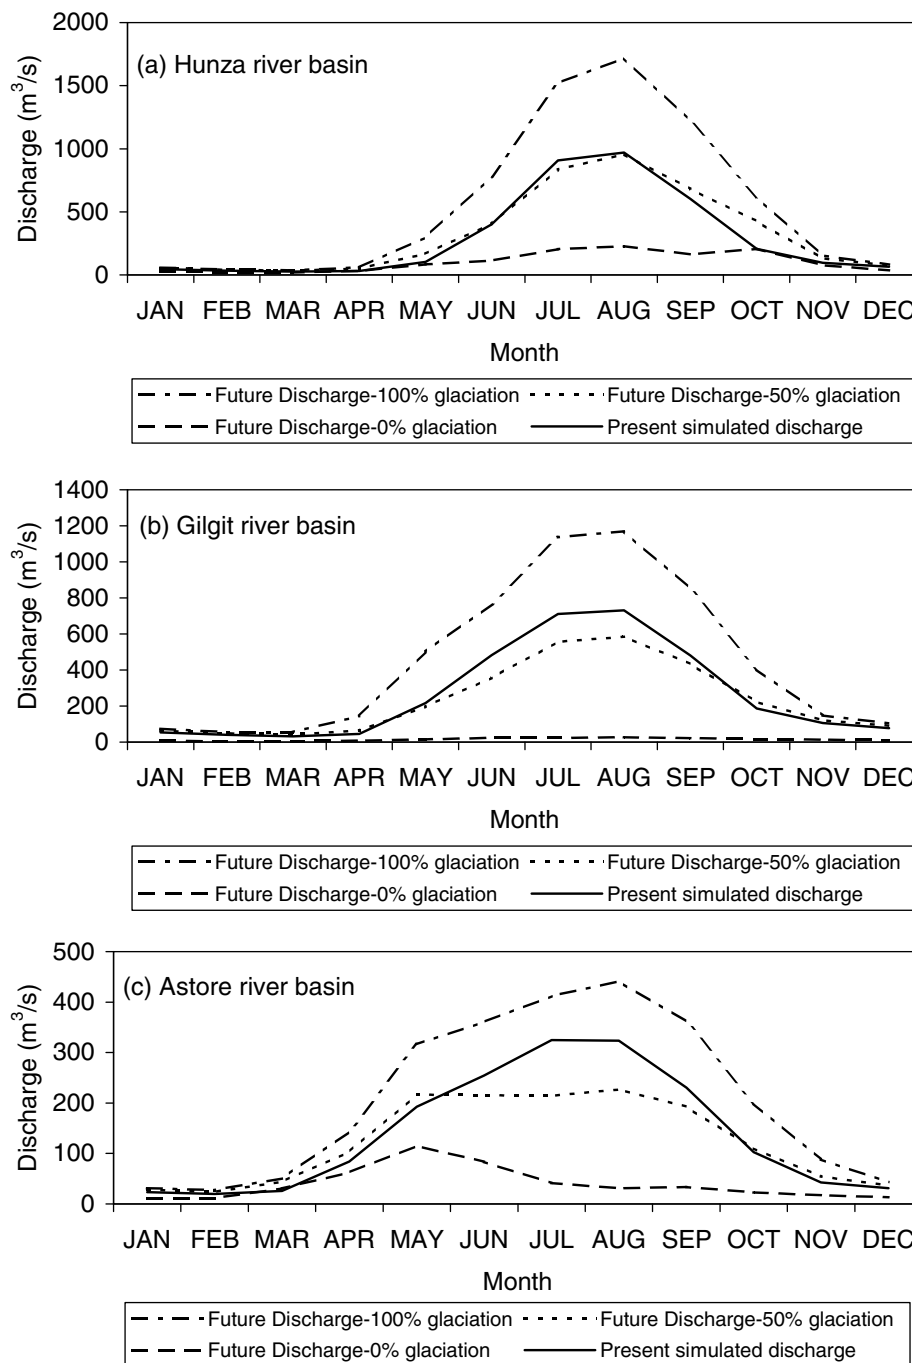 2000
1500
1000
500
0
Discharge (m³/s)
(a) Hunza river basin
JAN FEB MAR APR MAY JUN JUL AUG SEP OCT NOV DEC
Month
Future Discharge-100% glaciation Future Discharge-50% glaciation
Future Discharge-0% glaciation Present simulated discharge
1400
1200
1000
800
600
400
200
0
Discharge (m³/s)
(b) Gilgit river basin
JAN FEB MAR APR MAY JUN JUL AUG SEP OCT NOV DEC
Month
Future Discharge-100% glaciation Future Discharge-50% glaciation
Future Discharge-0% glaciation Present simulated discharge
500
400
300
200
100
0
Discharge (m³/s)
(c) Astore river basin
JAN FEB MAR APR MAY JUN JUL AUG SEP OCT NOV DEC
Month
Future Discharge-100% glaciation Future Discharge-50% glaciation
Future Discharge-0% glaciation Present simulated discharge